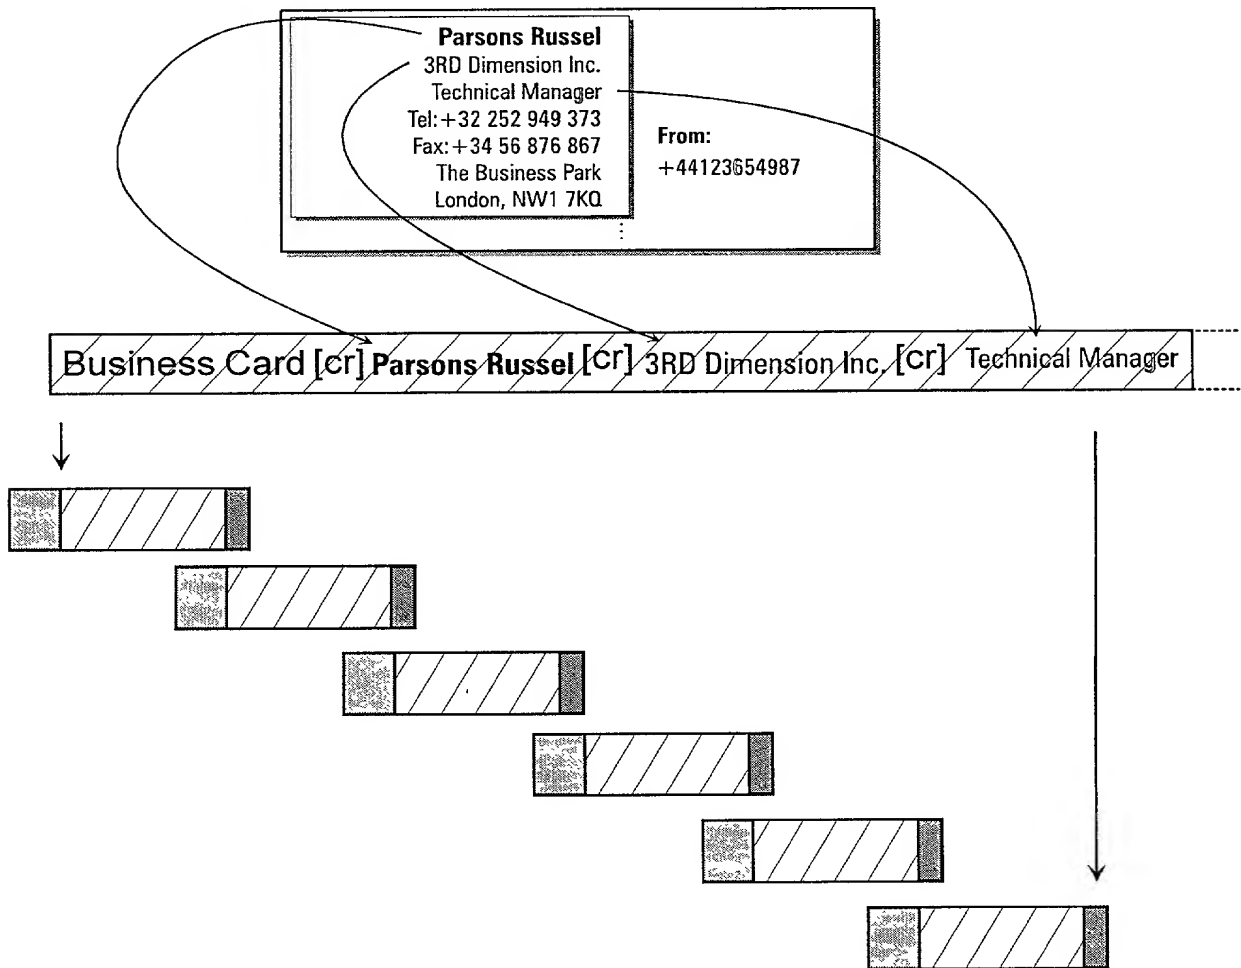 Parsons Russel
3RD Dimension Inc.
Technical Manager
Tel:+32 252 949 373
Fax:+34 56 876 867
The Business Park
London, NW1 7KQ
From:
+44123654987
Business Card [cr] Parsons Russel [cr] 3RD Dimension Inc. [cr] Technical Manager